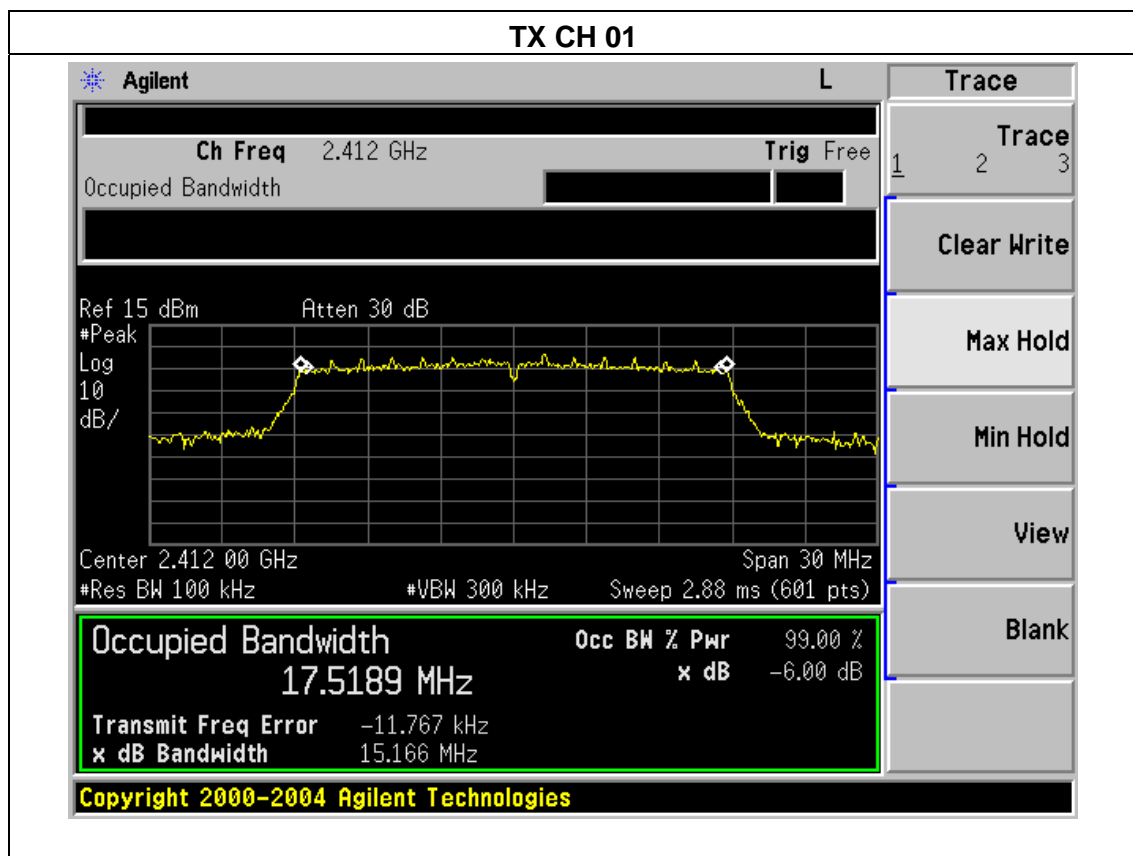 TX CH 01
Agilent L Trace
Ch Freq 2.412 GHz Trig Free
Occupied Bandwidth
Trace
1 2 3
Clear Write
Max Hold
Min Hold
View
Blank
Ref 15 dBm Atten 30 dB
#Peak
Log
10
dB/
Center 2.412 00 GHz Span 30 MHz
#Res BW 100 kHz #VBW 300 kHz Sweep 2.88 ms (601 pts)
Occupied Bandwidth Occ BW % Pwr 99.00 %
17.5189 MHz x dB -6.00 dB
Transmit Freq Error -11.767 kHz
x dB Bandwidth 15.166 MHz
Copyright 2000-2004 Agilent Technologies